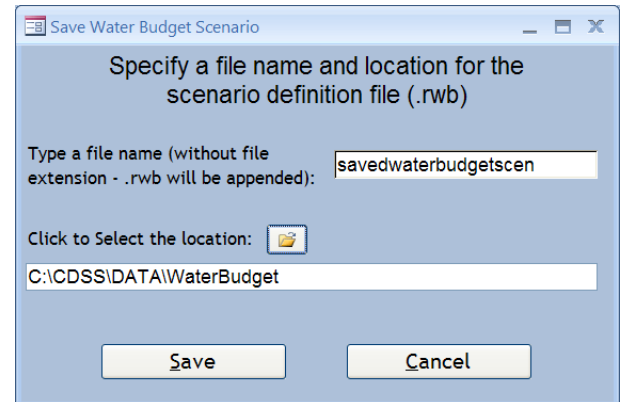 Save Water Budget Scenario
Specify a file name and location for the
scenario definition file (.rwb)
Type a file name (without file
extension - .rwb will be appended):
savedwaterbudgetscen
Click to Select the location:
C:\CDSS\DATA\WaterBudget
Save
Cancel